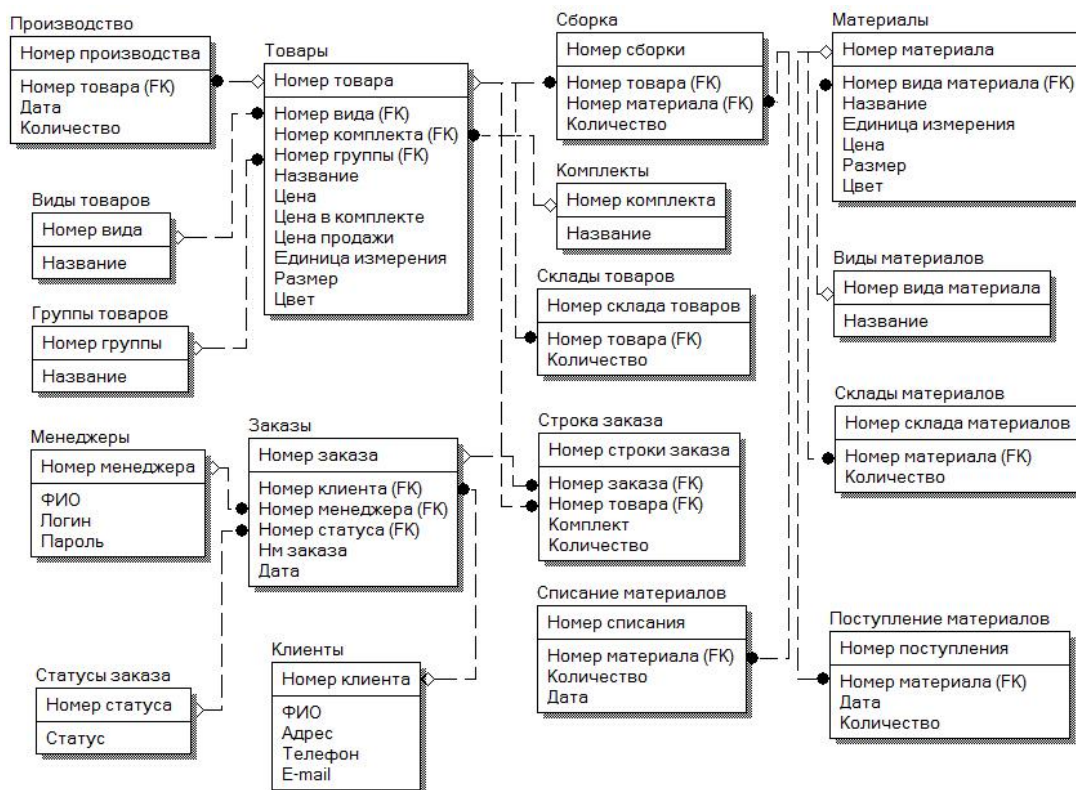 Производство
Номер производства
Номер товара (FK)
Дата
Количество
Товары
Номер товара
Номер вида (FK)
Номер комплекта (FK)
Номер группы (FK)
Название
Цена
Цена в комплекте
Цена продажи
Единица измерения
Размер
Цвет
Сборка
Номер сборки
Номер товара (FK)
Номер материала (FK)
Количество
Материалы
Номер материала
Номер вида материала (FK)
Название
Единица измерения
Цена
Размер
Цвет
Виды товаров
Номер вида
Название
Комплекты
Номер комплекта
Название
Группы товаров
Номер группы
Название
Склады товаров
Номер склада товаров
Номер товара (FK)
Количество
Виды материалов
Номер вида материала
Название
Менеджеры
Номер менеджера
ФИО
Логин
Пароль
Заказы
Номер заказа
Номер клиента (FK)
Номер менеджера (FK)
Номер статуса (FK)
Нм заказа
Дата
Строка заказа
Номер строки заказа
Номер заказа (FK)
Номер товара (FK)
Комплект
Количество
Склады материалов
Номер склада материалов
Номер материала (FK)
Количество
Статусы заказа
Номер статуса
Статус
Клиенты
Номер клиента
ФИО
Адрес
Телефон
E-mail
Списание материалов
Номер списания
Номер материала (FK)
Количество
Дата
Поступление материалов
Номер поступления
Номер материала (FK)
Дата
Количество